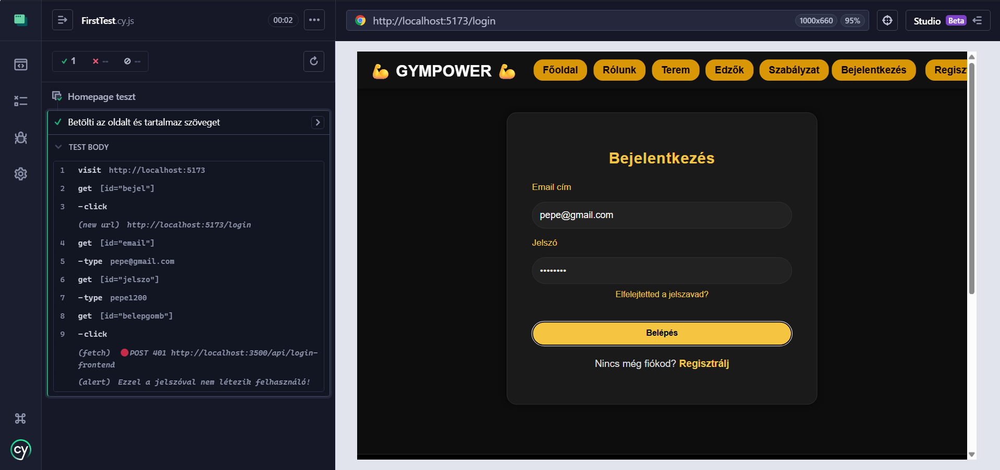 FirstTest.cy.js
00:02
http://localhost:5173/login
1000x660
95%
Studio Beta
1
--
--
Homepage teszt
Betölti az oldalt és tartalmaz szöveget
TEST BODY
1 visit http://localhost:5173
2 get [id="bejel"]
3 -click
(new url) http://localhost:5173/login
4 get [id="email"]
5 -type pepe@gmail.com
6 get [id="jelszo"]
7 -type pepe1200
8 get [id="belepgomb"]
9 -click
(fetch) POST 401 http://localhost:3500/api/login-
frontend
(alert) Ezzel a jelszóval nem létezik felhasználó!
cy
GYMPOWER
Főoldal
Rólunk
Terem
Edzők
Szabályzat
Bejelentkezés
Regiszt
Bejelentkezés
Email cím
pepe@gmail.com
Jelszó
••••••••
Elfelejtetted a jelszavad?
Belépés
Nincs még fiókod? Regisztrálj